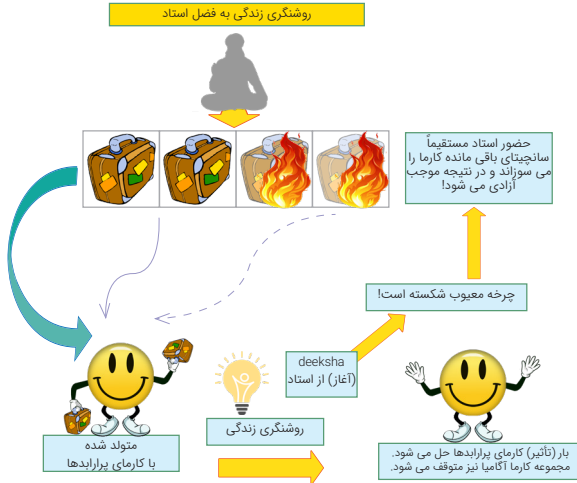 روشنگری زندگی به فضل استاد
حضور استاد مستقیماً
سانچیتای باقی مانده کارما را
می سوزاند و در نتیجه موجب
آزادی می شود!
چرخه معیوب شکسته است!
deeksha
(آغاز) از استاد
روشنگری زندگی
متولد شده
با کارمای پرارابدها
بار (تأثیر) کارمای پرارابدها حل می شود.
مجموعه کارما آگامیا نیز متوقف می شود.